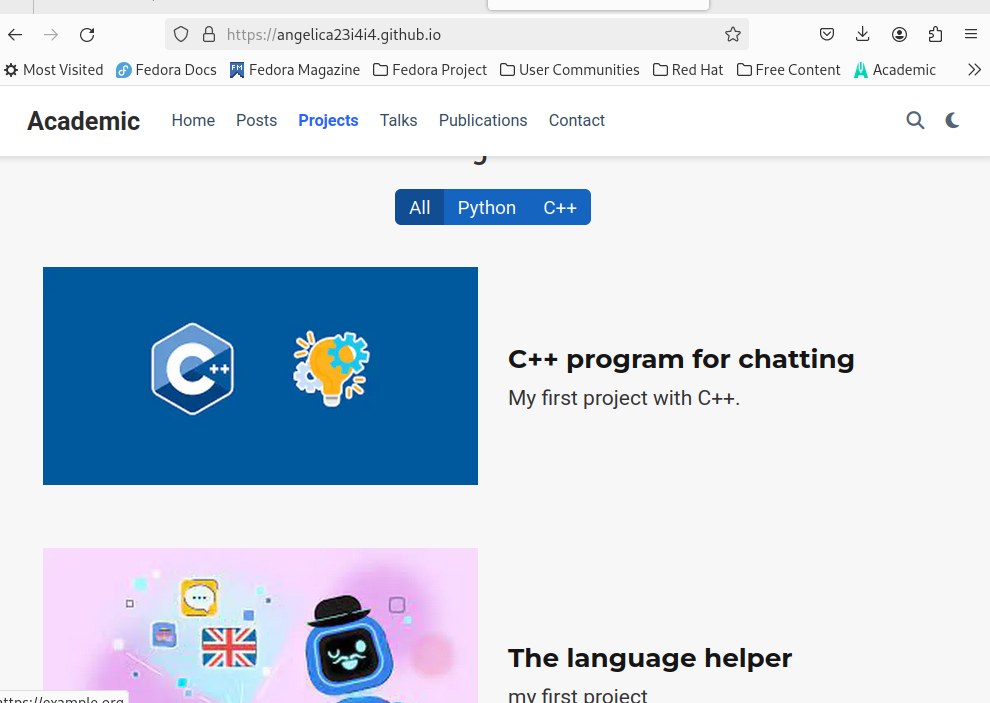 https://angelica23i4i4.github.io
Most Visited Fedora Docs FM Fedora Magazine Fedora Project User Communities Red Hat Free Content Academic
Academic Home Posts Projects Talks Publications Contact
All Python C++
C++
C++ program for chatting
My first project with C++.
The language helper
my first project
https://example.org